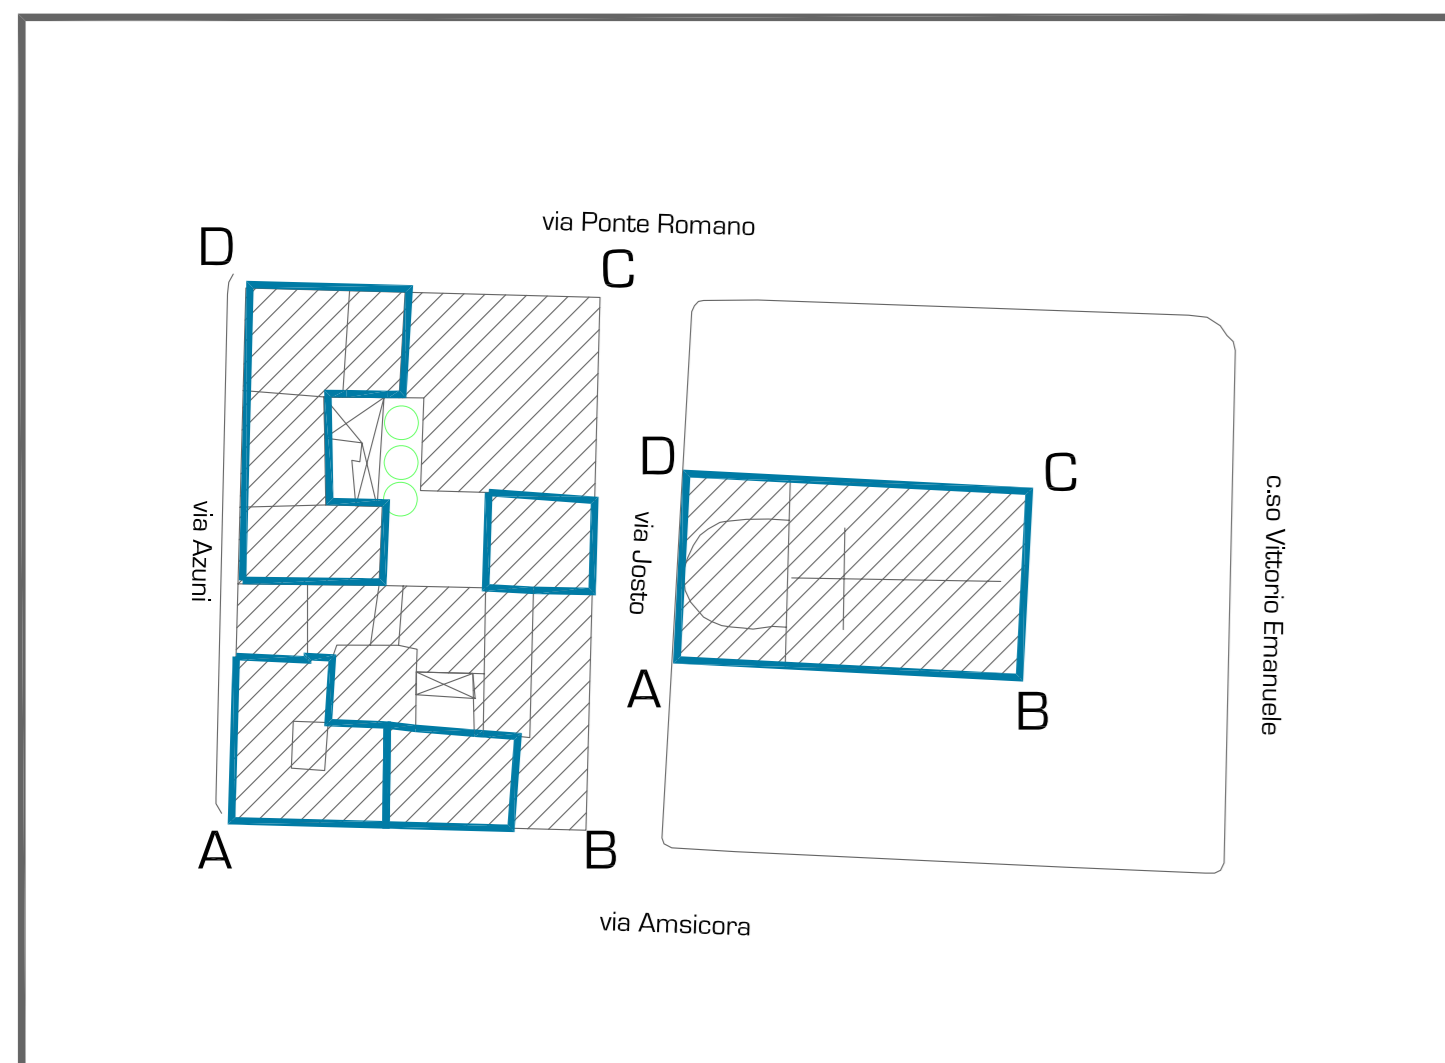 via Ponte Romano
D
C
D
C
via Azuni
via Josto
c.so Vittorio Emanuele
A
B
A
B
via Amsicora